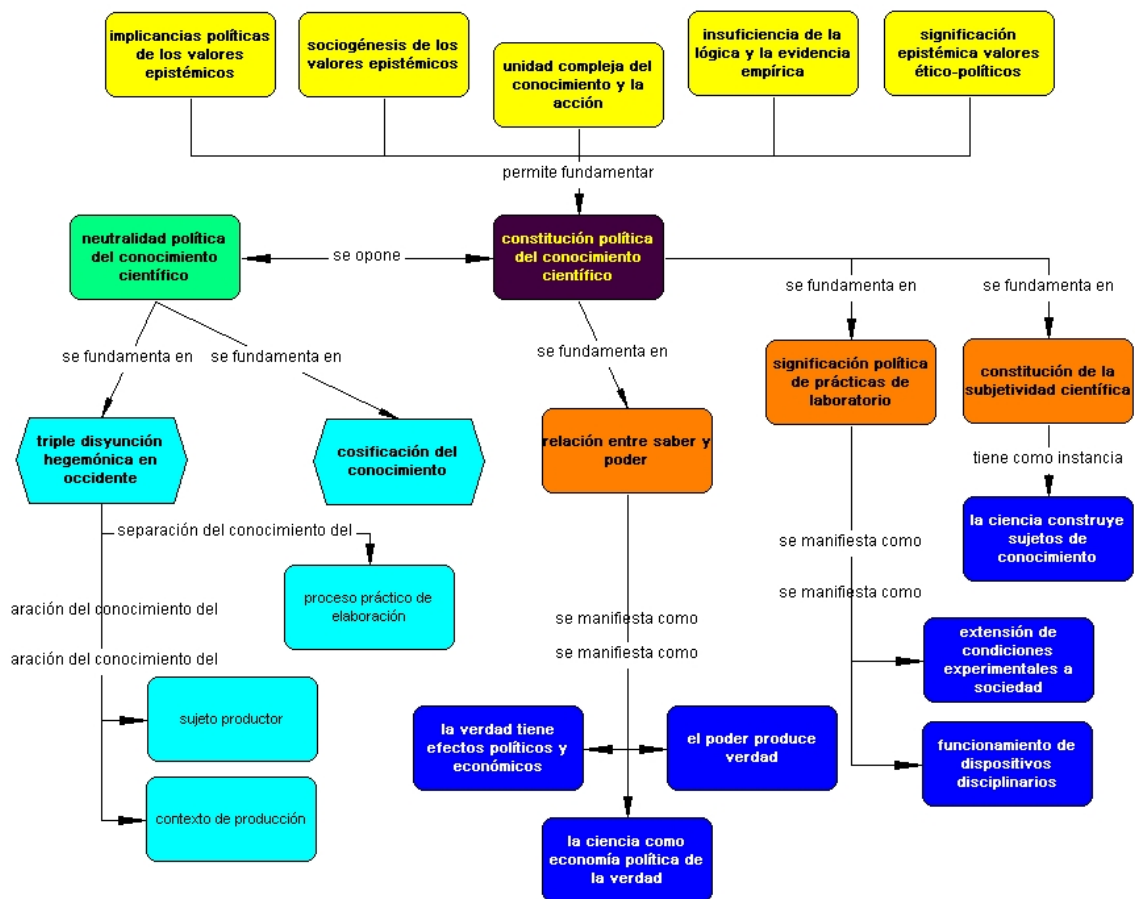 implicancias políticas
de los valores
epistémicos
sociogénesis de los
valores epistémicos
unidad compleja del
conocimiento y la
acción
insuficiencia de la
lógica y la evidencia
empírica
significación
epistémica valores
ético-políticos
permite fundamentar
neutralidad política
del conocimiento
científico
se opone
constitución política
del conocimiento
científico
se fundamenta en
se fundamenta en
se fundamenta en
se fundamenta en
se fundamenta en
significación política
de prácticas de
laboratorio
constitución de la
subjetividad científica
triple disyunción
hegemónica en
occidente
cosificación del
conocimiento
relación entre saber y
poder
tiene como instancia
la ciencia construye
sujetos de
conocimiento
separación del conocimiento del
proceso práctico de
elaboración
se manifesta como
se manifesta como
aración del conocimiento del
aración del conocimiento del
se manifiesta como
se manifiesta como
extensión de
condiciones
experimentales a
sociedad
sujeto productor
la verdad tiene
efectos políticos y
económicos
el poder produce
verdad
funcionamiento de
dispositivos
disciplinarios
contexto de producción
la ciencia como
economía política de
la verdad